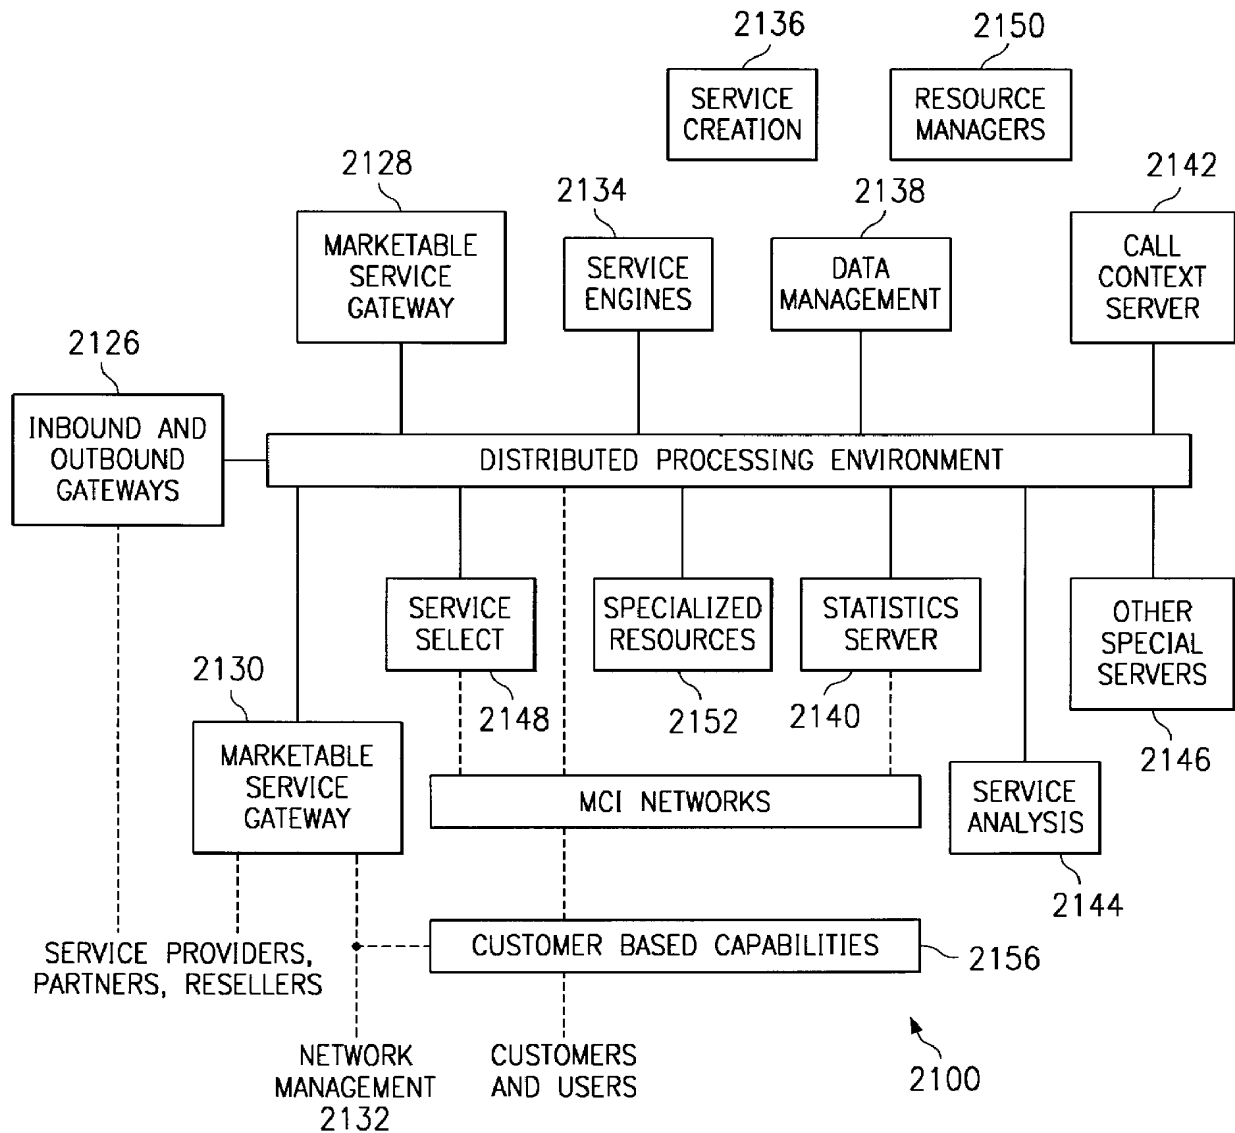 2136
2150
SERVICE
CREATION
RESOURCE
MANAGERS
2128
2134
2138
2142
MARKETABLE
SERVICE
GATEWAY
SERVICE
ENGINES
DATA
MANAGEMENT
CALL
CONTEXT
SERVER
2126
INBOUND AND
OUTBOUND
GATEWAYS
DISTRIBUTED PROCESSING ENVIRONMENT
SERVICE
SELECT
SPECIALIZED
RESOURCES
STATISTICS
SERVER
OTHER
SPECIAL
SERVERS
2130
2148
2152
2140
2146
MARKETABLE
SERVICE
GATEWAY
MCI NETWORKS
SERVICE
ANALYSIS
2144
SERVICE PROVIDERS,
PARTNERS, RESELLERS
CUSTOMER BASED CAPABILITIES
2156
NETWORK
MANAGEMENT
2132
CUSTOMERS
AND USERS
2100